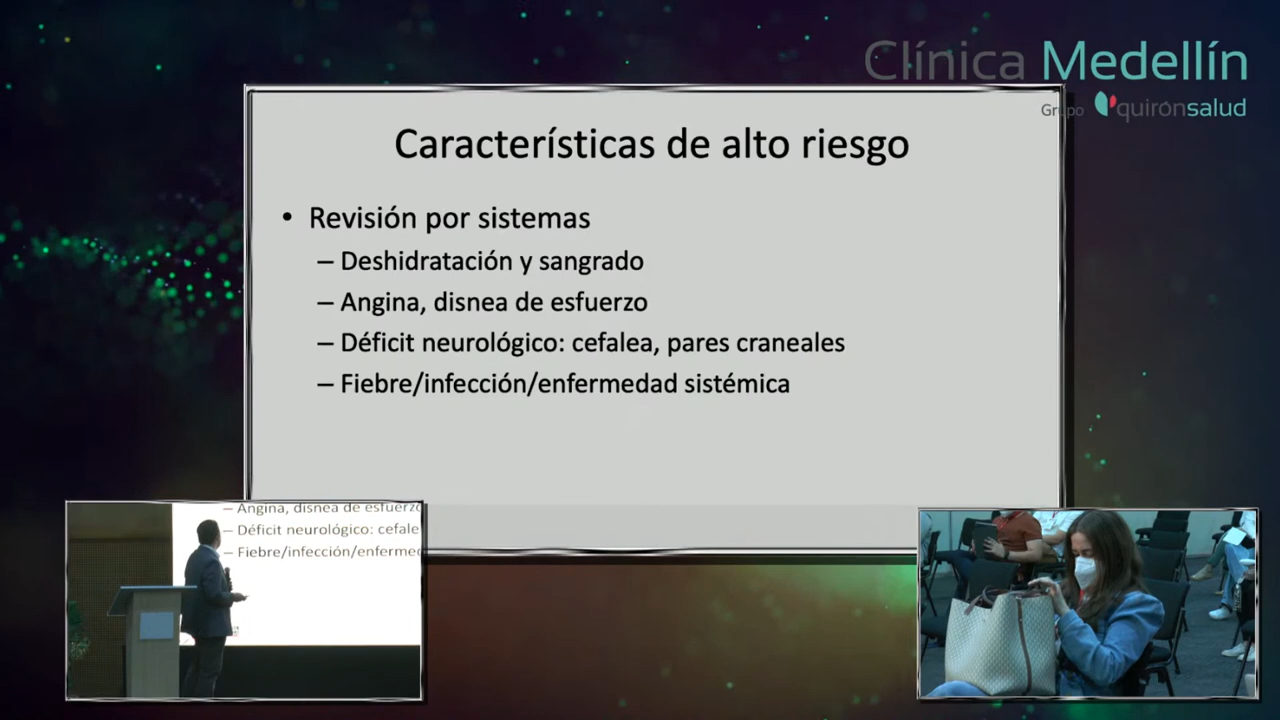 Clínica Medellín
Grupo quirónsalud
Características de alto riesgo
• Revisión por sistemas
– Deshidratación y sangrado
– Angina, disnea de esfuerzo
– Déficit neurológico: cefalea, pares craneales
– Fiebre/infección/enfermedad sistémica
– Angina, disnea de esfuerzo
– Déficit neurológico: cefale
– Fiebre/infección/enfermed